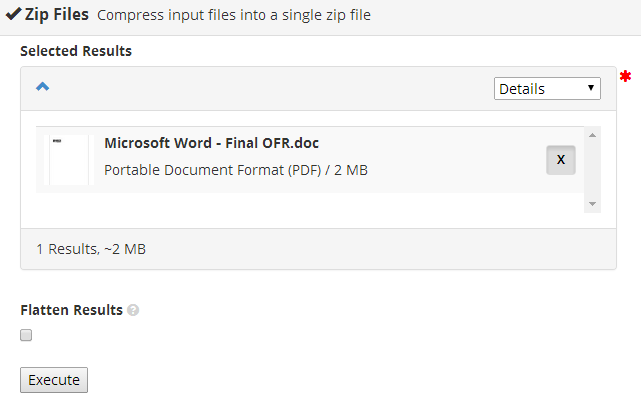 Zip Files Compress input files into a single zip file
Selected Results
Details
Microsoft Word - Final OFR.doc
Portable Document Format (PDF) / 2 MB
X
1 Results, ~2 MB
Flatten Results ?
Execute